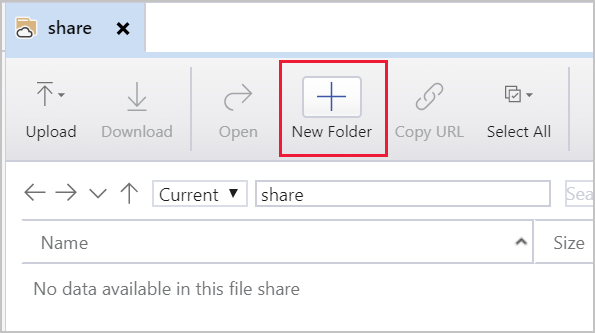 share
Upload Download Open New Folder Copy URL Select All
Current share Sea
Name Size
No data available in this file share